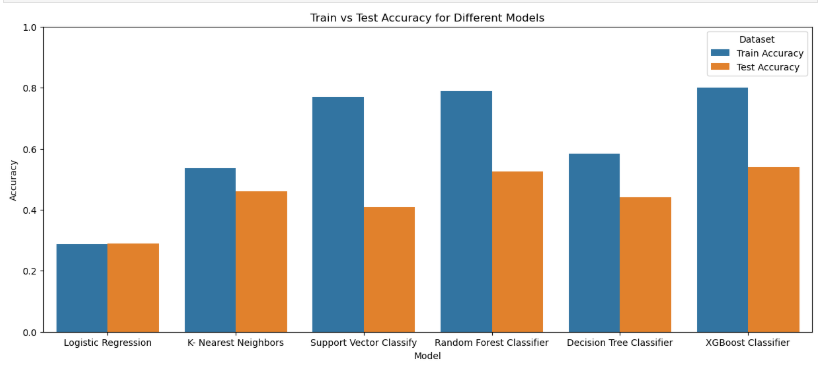 Train vs Test Accuracy for Different Models
1.0
Dataset
Train Accuracy
Test Accuracy
0.8
0.6
Accuracy
0.4
0.2
0.0
Logistic Regression
K- Nearest Neighbors
Support Vector Classify
Random Forest Classifier
Decision Tree Classifier
XGBoost Classifier
Model